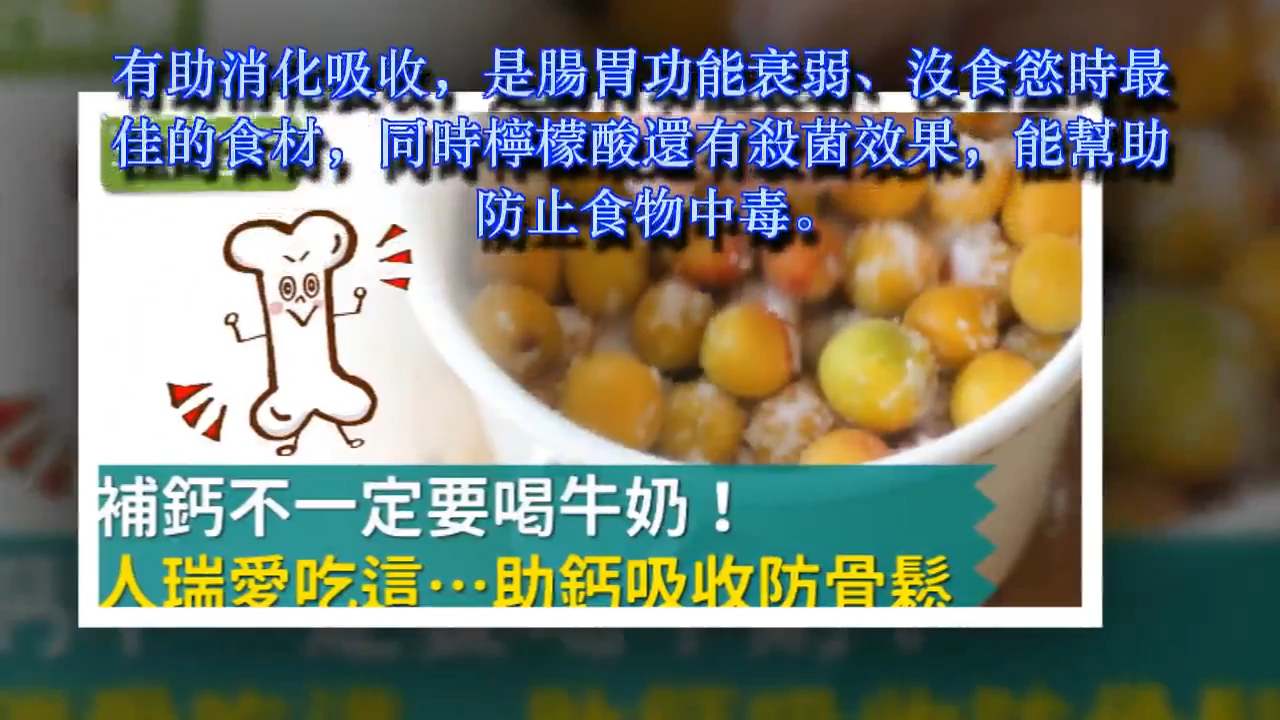 有助消化吸收，是腸胃功能衰弱、沒食慾時最
佳的食材，同時檸檬酸還有殺菌效果，能幫助
防止食物中毒。
補鈣不一定要喝牛奶！
人瑞愛吃這…助鈣吸收防骨鬆